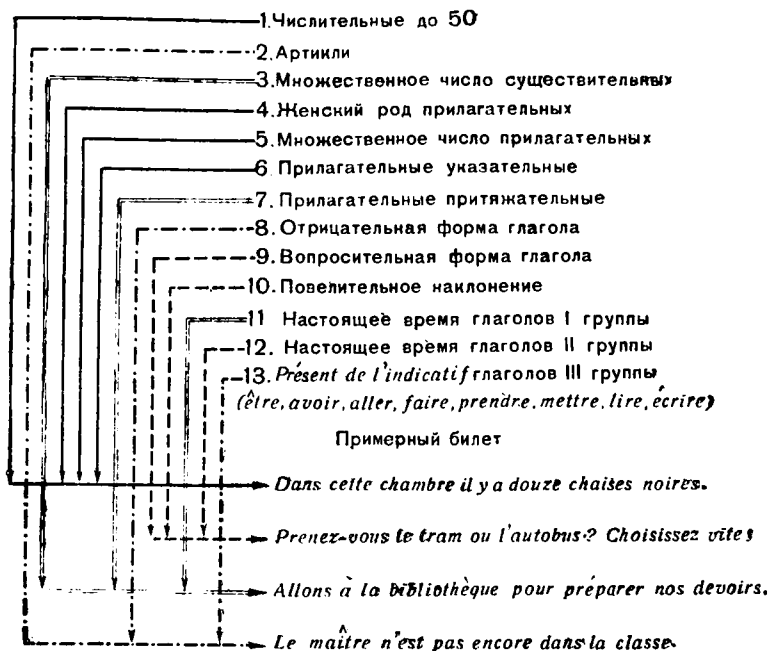 1. Числительные до 50
2. Артикли
3. Множественное число существительных
4. Женский род прилагательных
5. Множественное число прилагательных
6 Прилагательные указательные
7. Прилагательные притяжательные
8. Отрицательная форма глагола
9. Вопросительная форма глагола
10. Повелительное наклонение
11 Настоящее время глаголов I группы
12. Настоящее время глаголов II группы
13. Présent de l'indicatif глаголов III группы
(être, avoir, aller, faire, prendre, mettre, lire, écrire)
Примерный билет
Dans cette chambre il y a douze chaises noires.
Prenez-vous le tram ou l'autobus? Choisissez vite!
Allons à la bibliothèque pour préparer nos devoirs.
Le maître n'est pas encore dans la classe.